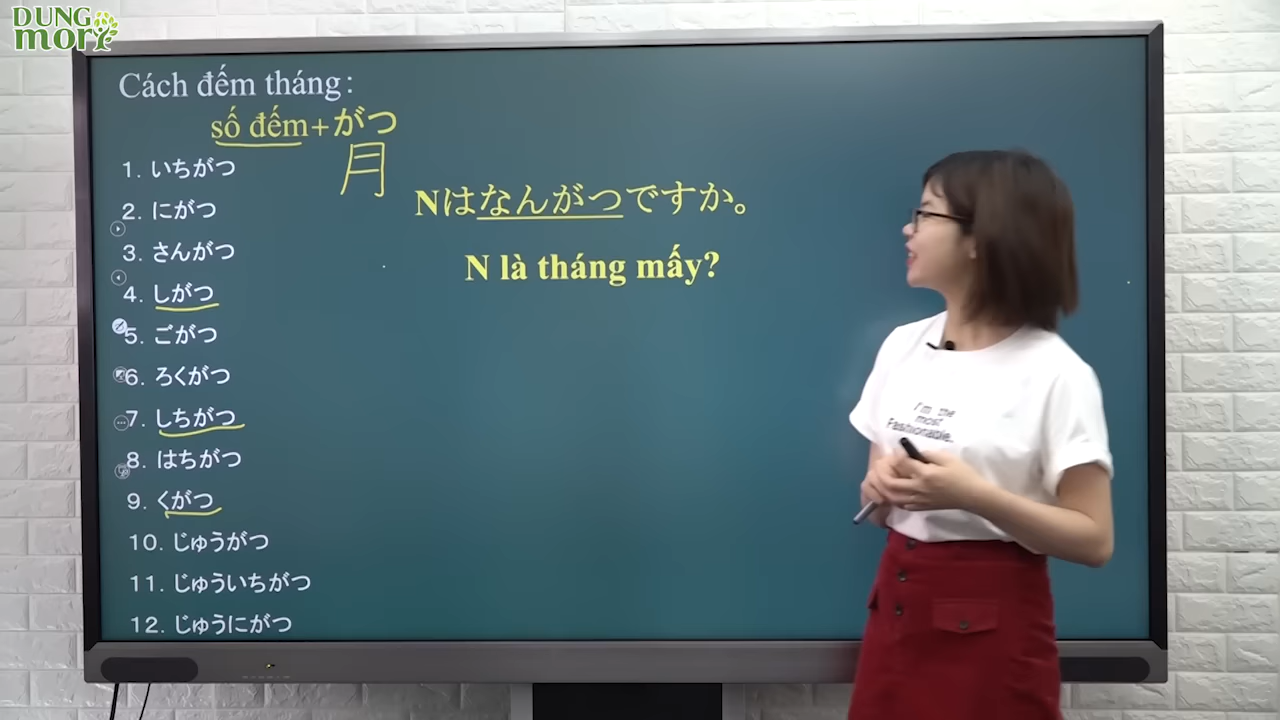 DUNG
mori
Cách đếm tháng:
số đếm+がつ
月
1. いちがつ
2. にがつ
3. さんがつ
4. しがつ
5. ごがつ
6. ろくがつ
7. しちがつ
8. はちがつ
9. くがつ
10. じゅうがつ
11. じゅういちがつ
12. じゅうにがつ
Nはなんがつですか。
N là tháng mấy?
I'm the
most
Fashionable.